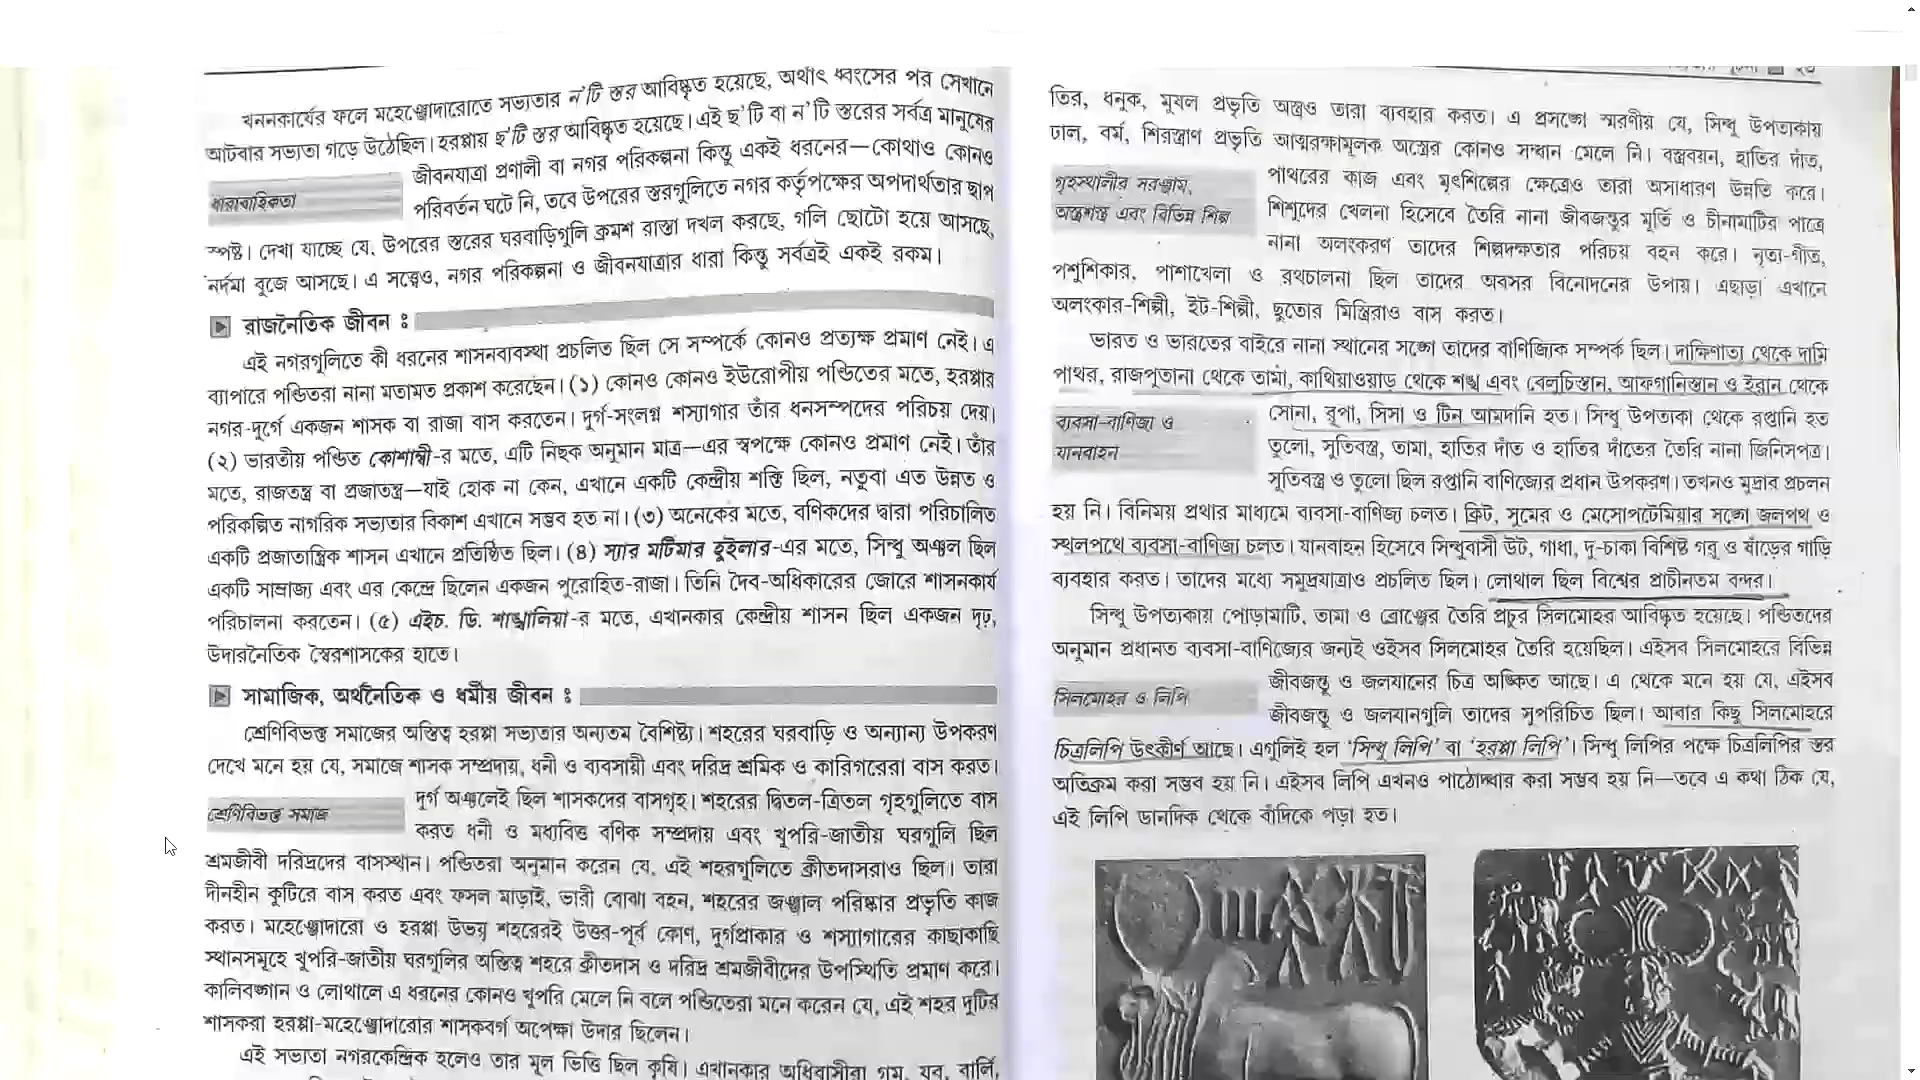 খননকার্যের ফলে মহেঞ্জোদারোতে সভ্যতার ন'টি স্তর আবিষ্কৃত হয়েছে, অর্থাৎ ধ্বংসের পর সেখানে
আটবার সভ্যতা গড়ে উঠেছিল। হরপ্পায় ছ'টি স্তর আবিষ্কৃত হয়েছে। এই ছ'টি বা ন'টি স্তরের সর্বত্র মানুষের
জীবনযাত্রা প্রণালী বা নগর পরিকল্পনা কিন্তু একই ধরনের—কোথাও কোনও
ধারাবাহিকতা
পরিবর্তন ঘটে নি, তবে উপরের স্তরগুলিতে নগর কর্তৃপক্ষের অপদার্থতার ছাপ
স্পষ্ট। দেখা যাচ্ছে যে, উপরের স্তরের ঘরবাড়িগুলি ক্রমশ রাস্তা দখল করছে, গলি ছোটো হয়ে আসছে,
নর্দমা বুজে আসছে। এ সত্ত্বেও, নগর পরিকল্পনা ও জীবনযাত্রার ধারা কিন্তু সর্বত্রই একই রকম।
রাজনৈতিক জীবন ঃ
এই নগরগুলিতে কী ধরনের শাসনব্যবস্থা প্রচলিত ছিল সে সম্পর্কে কোনও প্রত্যক্ষ প্রমাণ নেই। এ
ব্যাপারে পণ্ডিতরা নানা মতামত প্রকাশ করেছেন। (১) কোনও কোনও ইউরোপীয় পণ্ডিতের মতে, হরপ্পার
নগর-দুর্গে একজন শাসক বা রাজা বাস করতেন। দুর্গ-সংলগ্ন শস্যাগার তাঁর ধনসম্পদের পরিচয় দেয়।
(২) ভারতীয় পণ্ডিত কোশাম্বী-র মতে, এটি নিছক অনুমান মাত্র—এর স্বপক্ষে কোনও প্রমাণ নেই। তাঁর
মতে, রাজতন্ত্র বা প্রজাতন্ত্র—যাই হোক না কেন, এখানে একটি কেন্দ্রীয় শক্তি ছিল, নতুবা এত উন্নত ও
পরিকল্পিত নাগরিক সভ্যতার বিকাশ এখানে সম্ভব হত না। (৩) অনেকের মতে, বণিকদের দ্বারা পরিচালিত
একটি প্রজাতান্ত্রিক শাসন এখানে প্রতিষ্ঠিত ছিল। (৪) স্যার মর্টিমার হুইলার-এর মতে, সিন্ধু অঞ্চল ছিল
একটি সাম্রাজ্য এবং এর কেন্দ্রে ছিলেন একজন পুরোহিত-রাজা। তিনি দৈব-অধিকারের জোরে শাসনকার্য
পরিচালনা করতেন। (৫) এইচ. ডি. শাঙ্খালিয়া-র মতে, এখানকার কেন্দ্রীয় শাসন ছিল একজন দৃঢ়,
উদারনৈতিক স্বৈরশাসকের হাতে।
সামাজিক, অর্থনৈতিক ও ধর্মীয় জীবন ঃ
শ্রেণিবিভক্ত সমাজের অস্তিত্ব হরপ্পা সভ্যতার অন্যতম বৈশিষ্ট্য। শহরের ঘরবাড়ি ও অন্যান্য উপকরণ
দেখে মনে হয় যে, সমাজে শাসক সম্প্রদায়, ধনী ও ব্যবসায়ী এবং দরিদ্র শ্রমিক ও কারিগরেরা বাস করত।
দুর্গ অঞ্চলেই ছিল শাসকদের বাসগৃহ। শহরের দ্বিতল-ত্রিতল গৃহগুলিতে বাস
শ্রেণিবিভক্ত সমাজ
করত ধনী ও মধ্যবিত্ত বণিক সম্প্রদায় এবং খুপরি-জাতীয় ঘরগুলি ছিল
শ্রমজীবী দরিদ্রদের বাসস্থান। পণ্ডিতরা অনুমান করেন যে, এই শহরগুলিতে ক্রীতদাসরাও ছিল। তারা
দীনহীন কুটিরে বাস করত এবং ফসল মাড়াই, ভারী বোঝা বহন, শহরের জঞ্জাল পরিষ্কার প্রভৃতি কাজ
করত। মহেঞ্জোদারো ও হরপ্পা উভয় শহরেরই উত্তর-পূর্ব কোণ, দুর্গপ্রাকার ও শস্যাগারের কাছাকাছি
স্থানসমূহে খুপরি-জাতীয় ঘরগুলির অস্তিত্ব শহরে ক্রীতদাস ও দরিদ্র শ্রমজীবীদের উপস্থিতি প্রমাণ করে।
কালিবঙ্গান ও লোথালে এ ধরনের কোনও খুপরি মেলে নি বলে পণ্ডিতেরা মনে করেন যে, এই শহর দুটির
শাসকরা হরপ্পা-মহেঞ্জোদারোর শাসকবর্গ অপেক্ষা উদার ছিলেন।
এই সভ্যতা নগরকেন্দ্রিক হলেও তার মূল ভিত্তি ছিল কৃষি। এখানকার অধিবাসীরা গম, যব, বার্লি,
তির, ধনুক, মুষল প্রভৃতি অস্ত্রও তারা ব্যবহার করত। এ প্রসঙ্গে স্মরণীয় যে, সিন্ধু উপত্যকায়
ঢাল, বর্ম, শিরস্ত্রাণ প্রভৃতি আত্মরক্ষামূলক অস্ত্রের কোনও সন্ধান মেলে নি। বস্ত্রবয়ন, হাতির দাঁত,
পাথরের কাজ এবং মৃৎশিল্পের ক্ষেত্রেও তারা অসাধারণ উন্নতি করে।
গৃহস্থালীর সরঞ্জাম,
অস্ত্রশস্ত্র এবং বিভিন্ন শিল্প
শিশুদের খেলনা হিসেবে তৈরি নানা জীবজন্তুর মূর্তি ও চীনামাটির পাত্রে
নানা অলংকরণ তাদের শিল্পদক্ষতার পরিচয় বহন করে। নৃত্য-গীত,
পশুশিকার, পাশাখেলা ও রথচালনা ছিল তাদের অবসর বিনোদনের উপায়। এছাড়া এখানে
অলংকার-শিল্পী, ইট-শিল্পী, ছুতোর মিস্ত্রিরাও বাস করত।
ভারত ও ভারতের বাইরে নানা স্থানের সঙ্গে তাদের বাণিজ্যিক সম্পর্ক ছিল। দাক্ষিণাত্য থেকে দামি
পাথর, রাজপুতানা থেকে তামা, কাথিয়াওয়াড় থেকে শঙ্খ এবং বেলুচিস্তান, আফগানিস্তান ও ইরান থেকে
সোনা, রূপা, সিসা ও টিন আমদানি হত। সিন্ধু উপত্যকা থেকে রপ্তানি হত
ব্যবসা-বাণিজ্য ও
যানবাহন
তুলো, সূতিবস্ত্র, তামা, হাতির দাঁত ও হাতির দাঁতের তৈরি নানা জিনিসপত্র।
সূতিবস্ত্র ও তুলো ছিল রপ্তানি বাণিজ্যের প্রধান উপকরণ। তখনও মুদ্রার প্রচলন
হয় নি। বিনিময় প্রথার মাধ্যমে ব্যবসা-বাণিজ্য চলত। ক্রিট, সুমের ও মেসোপটেমিয়ার সঙ্গে জলপথ ও
স্থলপথে ব্যবসা-বাণিজ্য চলত। যানবাহন হিসেবে সিন্ধুবাসী উট, গাধা, দু-চাকা বিশিষ্ট গরু ও ষাঁড়ের গাড়ি
ব্যবহার করত। তাদের মধ্যে সমুদ্রযাত্রাও প্রচলিত ছিল। লোথাল ছিল বিশ্বের প্রাচীনতম বন্দর।
সিন্ধু উপত্যকায় পোড়ামাটি, তামা ও ব্রোঞ্জের তৈরি প্রচুর সিলমোহর আবিষ্কৃত হয়েছে। পণ্ডিতদের
অনুমান প্রধানত ব্যবসা-বাণিজ্যের জন্যই ওইসব সিলমোহর তৈরি হয়েছিল। এইসব সিলমোহরে বিভিন্ন
জীবজন্তু ও জলযানের চিত্র অঙ্কিত আছে। এ থেকে মনে হয় যে, এইসব
সিলমোহর ও লিপি
জীবজন্তু ও জলযানগুলি তাদের সুপরিচিত ছিল। আবার কিছু সিলমোহরে
চিত্রলিপি উৎকীর্ণ আছে। এগুলিই হল 'সিন্ধু লিপি' বা 'হরপ্পা লিপি'। সিন্ধু লিপির পক্ষে চিত্রলিপির স্তর
অতিক্রম করা সম্ভব হয় নি। এইসব লিপি এখনও পাঠোদ্ধার করা সম্ভব হয় নি—তবে এ কথা ঠিক যে,
এই লিপি ডানদিক থেকে বাঁদিকে পড়া হত।